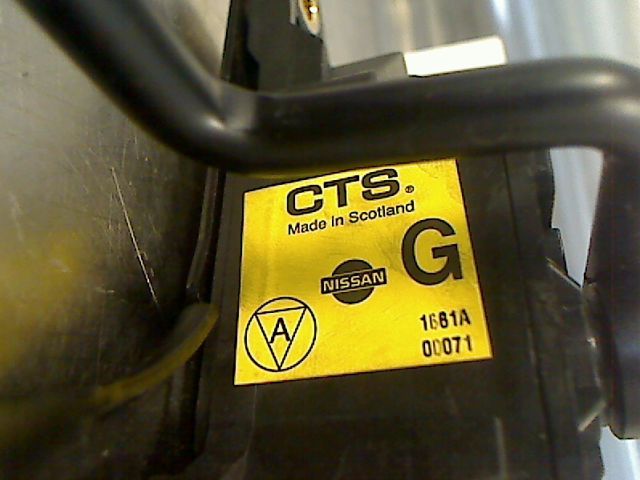 CTS®
Made in Scotland
G
NISSAN
A
1681A
00071